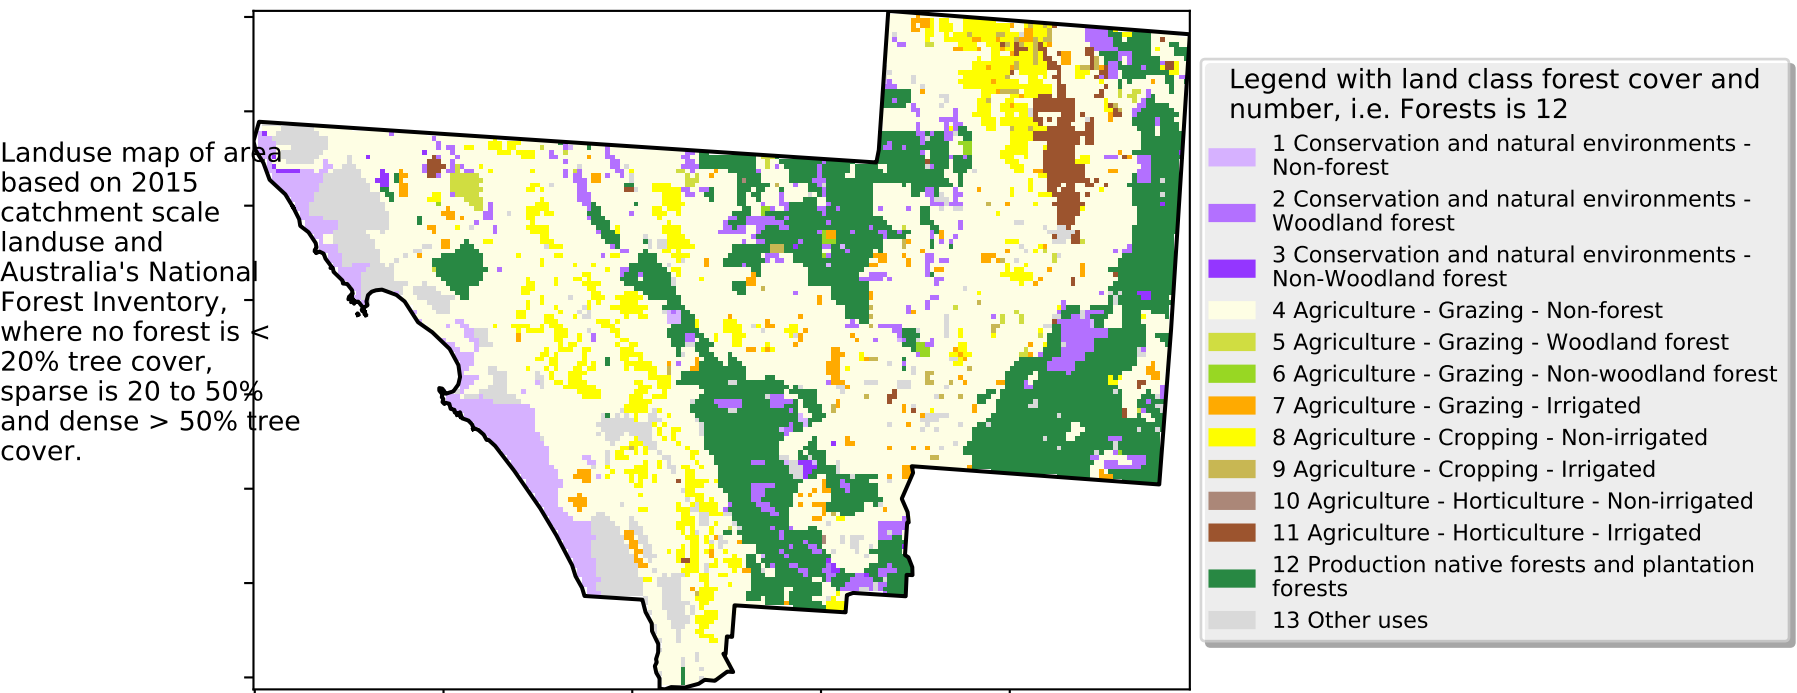 Landuse map of area
based on 2015
catchment scale
landuse and
Australia's National
Forest Inventory,
where no forest is <
20% tree cover,
sparse is 20 to 50%
and dense > 50% tree
cover.
Legend with land class forest cover and
number, i.e. Forests is 12
1 Conservation and natural environments -
Non-forest
2 Conservation and natural environments -
Woodland forest
3 Conservation and natural environments -
Non-Woodland forest
4 Agriculture - Grazing - Non-forest
5 Agriculture - Grazing - Woodland forest
6 Agriculture - Grazing - Non-woodland forest
7 Agriculture - Grazing - Irrigated
8 Agriculture - Cropping - Non-irrigated
9 Agriculture - Cropping - Irrigated
10 Agriculture - Horticulture - Non-irrigated
11 Agriculture - Horticulture - Irrigated
12 Production native forests and plantation
forests
13 Other uses